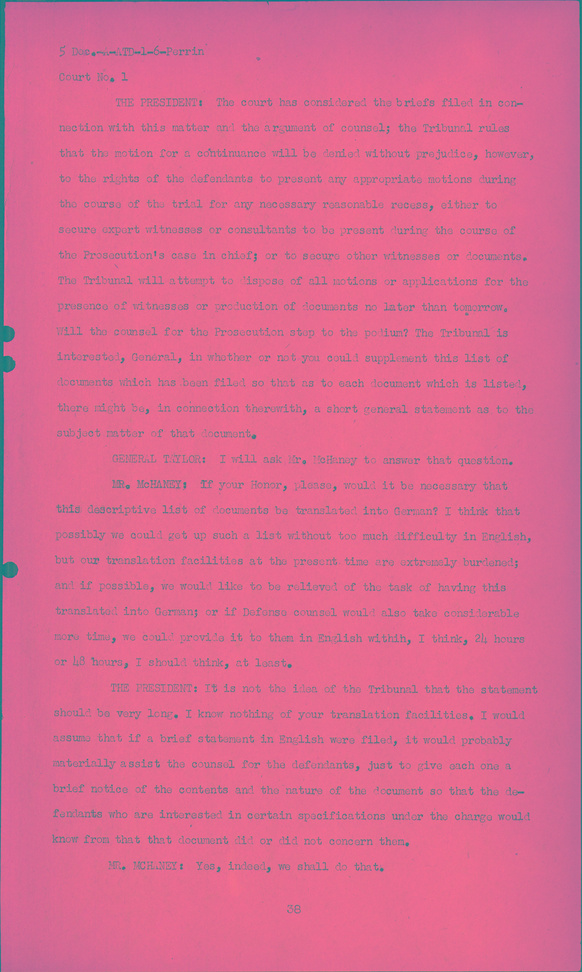 5 Dec.-A-ATD-1-6-Perrin
Court No. 1
THE PRESIDENT: The court has considered the briefs filed in con-
nection with this matter and the argument of counsel; the Tribunal rules
that the motion for a continuance will be denied without prejudice, however,
to the rights of the defendants to present any appropriate motions during
the course of the trial for any necessary reasonable recess, either to
secure expert witnesses or consultants to be present during the course of
the Prosecution's case in chief; or to secure other witnesses or documents.
The Tribunal will attempt to dispose of all motions or applications for the
presence of witnesses or production of documents no later than tomorrow.
Will the counsel for the Prosecution step to the podium? The Tribunal is
interested, General, in whether or not you could supplement this list of
documents which has been filed so that as to each document which is listed,
there might be, in connection therewith, a short general statement as to the
subject matter of that document.
GENERAL TAYLOR: I will ask Mr. McHaney to answer that question.
MR. McHANEY: If your Honor, please, would it be necessary that
this descriptive list of documents be translated into German? I think that
possibly we could get up such a list without too much difficulty in English,
but our translation facilities at the present time are extremely burdened;
and if possible, we would like to be relieved of the task of having this
translated into German; or if Defense counsel would also take considerable
more time, we could provide it to them in English withih, I think, 24 hours
or 48 hours, I should think, at least.
THE PRESIDENT: It is not the idea of the Tribunal that the statement
should be very long. I know nothing of your translation facilities. I would
assume that if a brief statement in English were filed, it would probably
materially assist the counsel for the defendants, just to give each one a
brief notice of the contents and the nature of the document so that the de-
fendants who are interested in certain specifications under the charge would
know from that that document did or did not concern them.
MR. MCHANEY: Yes, indeed, we shall do that.
38